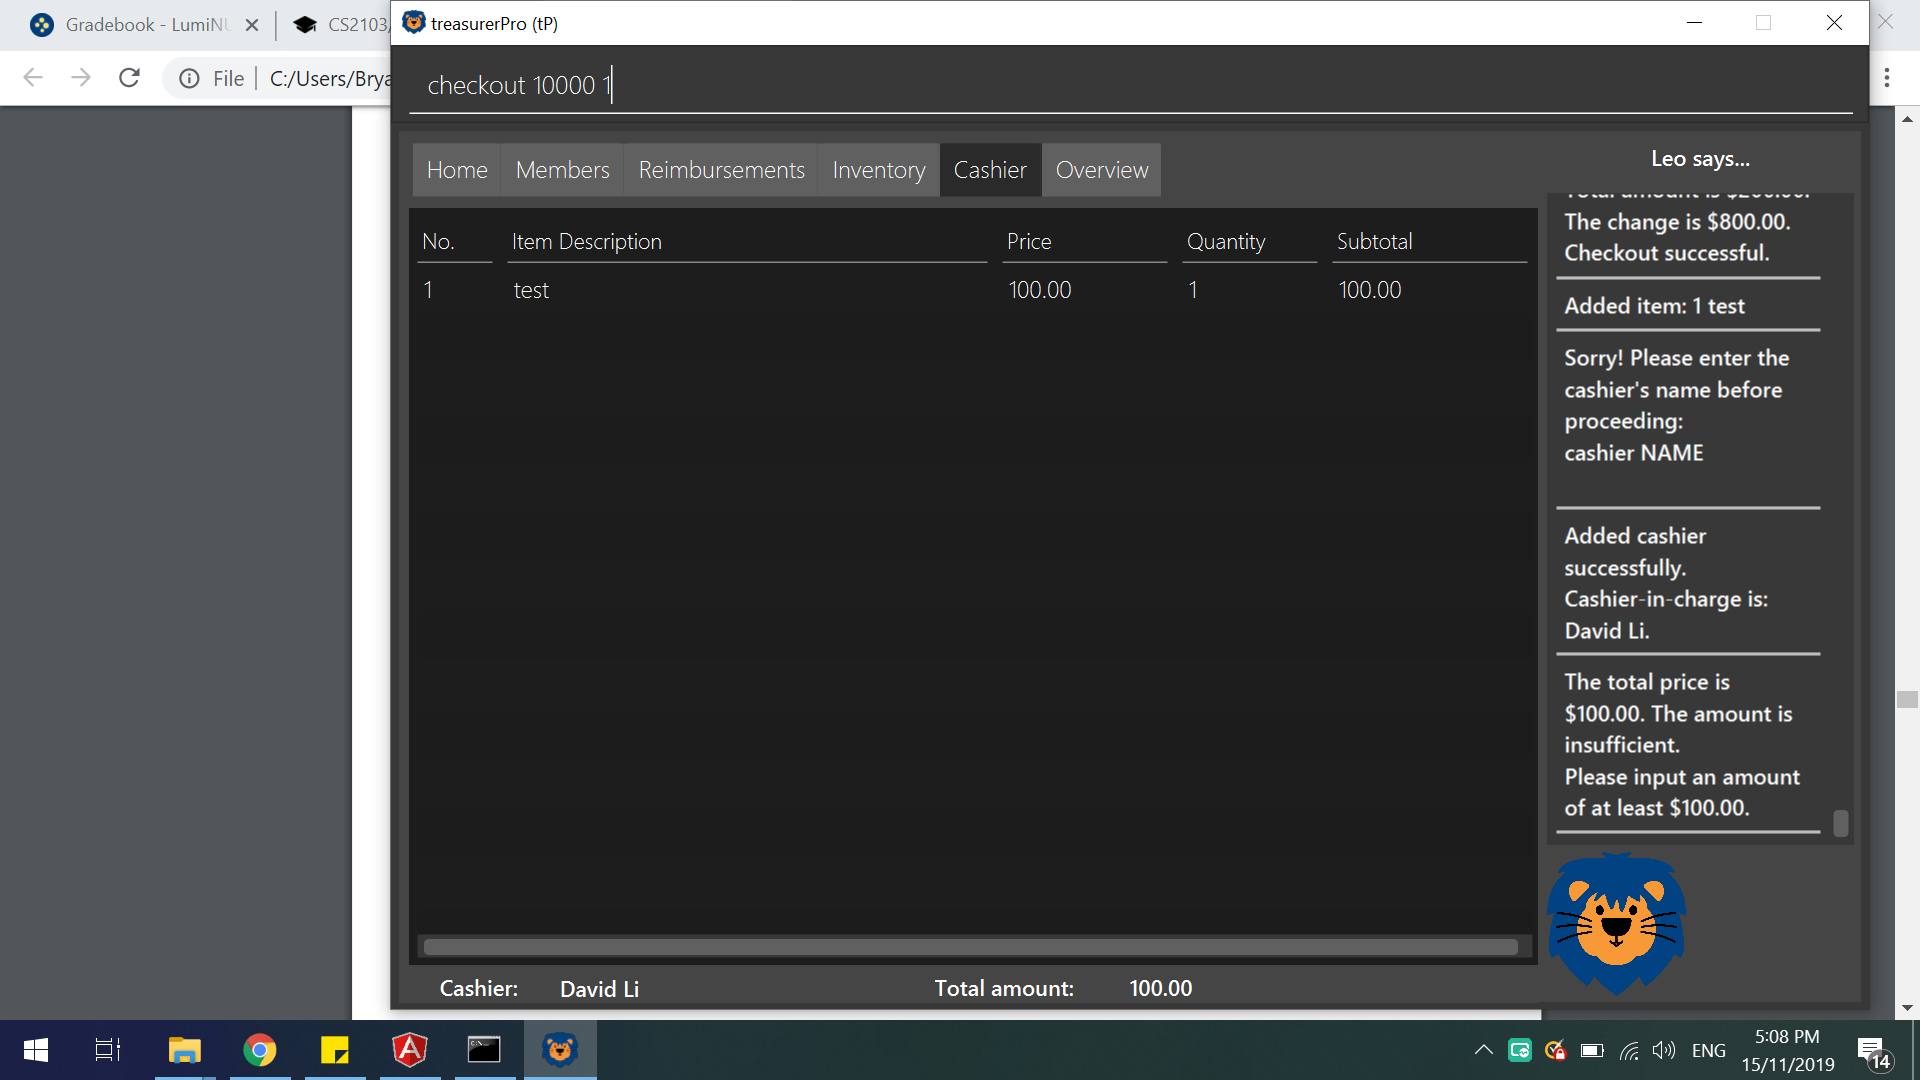 Gradebook - LumiNU
CS2103/
treasurerPro (tP)
File
C:/Users/Brya
checkout 10000 1
Home
Members
Reimbursements
Inventory
Cashier
Overview
No.
Item Description
Price
Quantity
Subtotal
1
test
100.00
1
100.00
Cashier:
David Li
Total amount:
100.00
Leo says...
Total amount is $200.00.
The change is $800.00.
Checkout successful.
Added item: 1 test
Sorry! Please enter the
cashier's name before
proceeding:
cashier NAME
Added cashier
successfully.
Cashier-in-charge is:
David Li.
The total price is
$100.00. The amount is
insufficient.
Please input an amount
of at least $100.00.
ENG
5:08 PM
15/11/2019
14